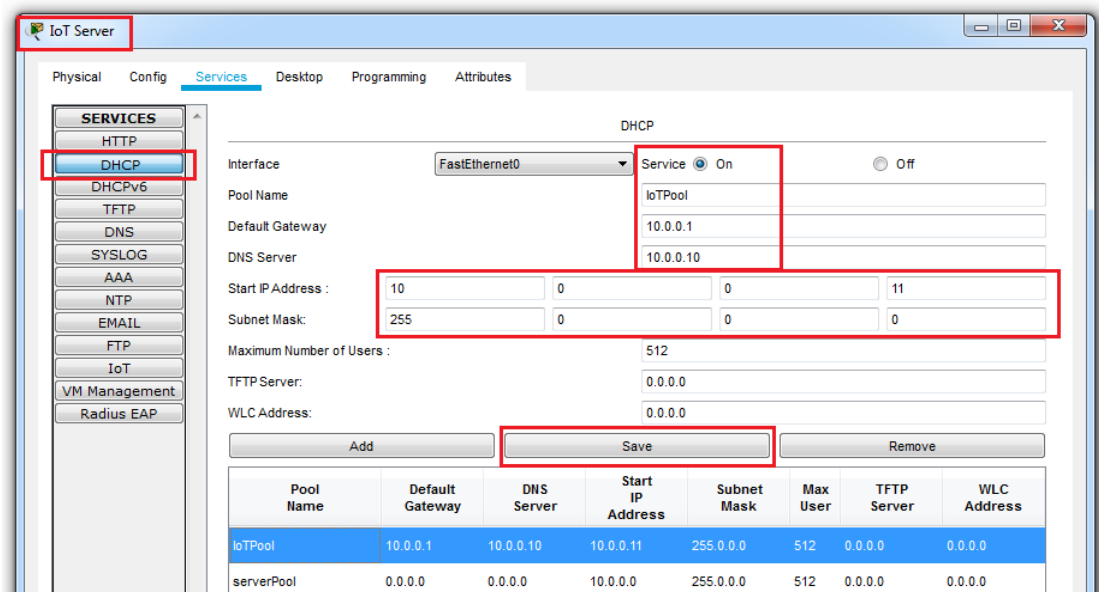 IoT Server
Physical Config Services Desktop Programming Attributes
SERVICES
HTTP
DHCP
DHCPv6
TFTP
DNS
SYSLOG
AAA
NTP
EMAIL
FTP
IoT
VM Management
Radius EAP
DHCP
Interface FastEthernet0 Service On Off
Pool Name IoTPool
Default Gateway 10.0.0.1
DNS Server 10.0.0.10
Start IP Address : 10 0 0 11
Subnet Mask: 255 0 0 0
Maximum Number of Users : 512
TFTP Server: 0.0.0.0
WLC Address: 0.0.0.0
Add Save Remove
Pool Name Default Gateway DNS Server Start IP Address Subnet Mask Max User TFTP Server WLC Address
IoTPool 10.0.0.1 10.0.0.10 10.0.0.11 255.0.0.0 512 0.0.0.0 0.0.0.0
serverPool 0.0.0.0 0.0.0.0 10.0.0.0 255.0.0.0 512 0.0.0.0 0.0.0.0